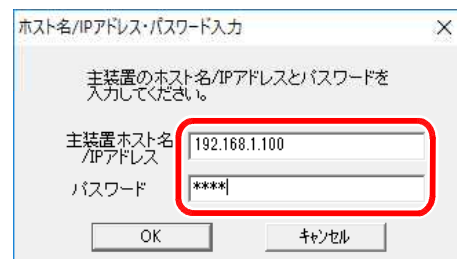 ホスト名/IPアドレス・パスワード入力
主装置のホスト名/IPアドレスとパスワードを
入力してください。
主装置ホスト名
/IPアドレス
192.168.1.100
パスワード
****
OK
キャンセル